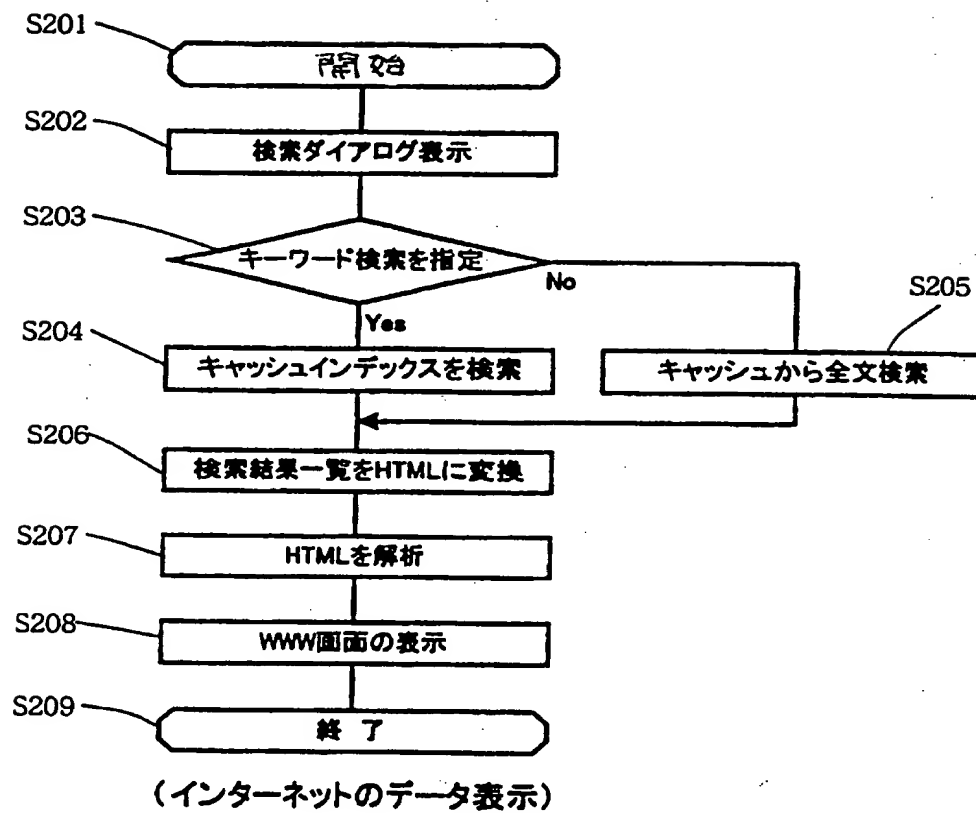 S201
開始
S202
検索ダイアログ表示
S203
キーワード検索を指定
No
Yes
S204
キャッシュインデックスを検索
S205
キャッシュから全文検索
S206
検索結果一覧をHTMLに変換
S207
HTMLを解析
S208
WWW画面の表示
S209
終 了
(インターネットのデータ表示)